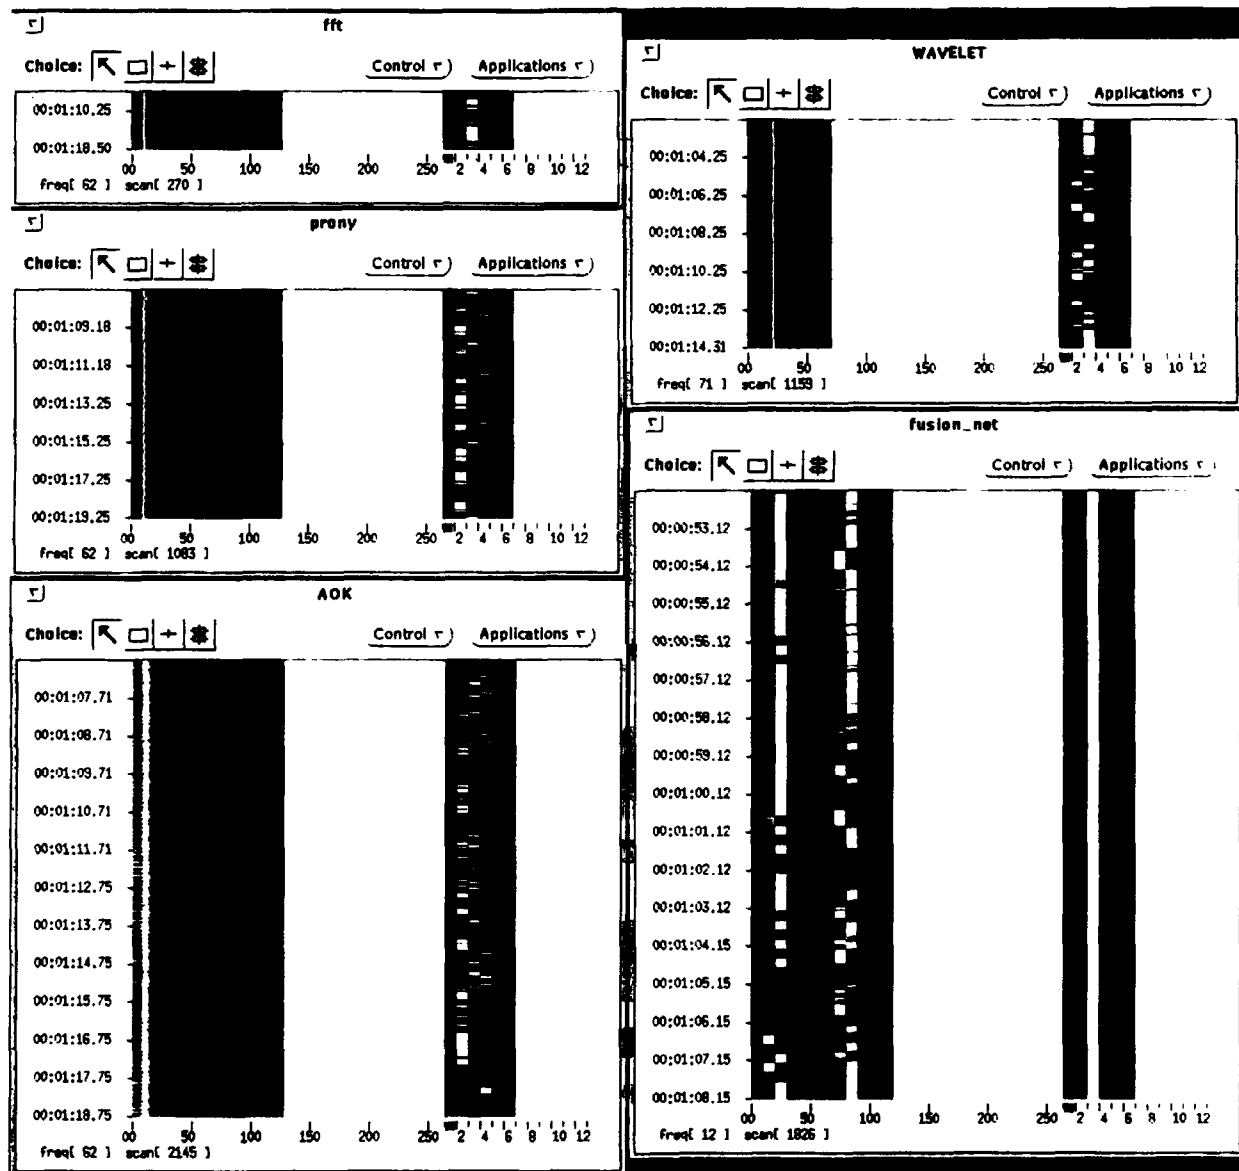 fft
Choice: Control Applications
00:01:10.25
00:01:18.50
00 50 100 150 200 250 2 4 6 8 10 12
freq[ 62 ] scan[ 270 ]
prony
Choice: Control Applications
00:01:09.18
00:01:11.18
00:01:13.25
00:01:15.25
00:01:17.25
00:01:19.25
00 50 100 150 200 250 2 4 6 8 10 12
freq[ 62 ] scan[ 1083 ]
AOK
Choice: Control Applications
00:01:07.71
00:01:08.71
00:01:09.71
00:01:10.71
00:01:11.71
00:01:12.75
00:01:13.75
00:01:14.75
00:01:15.75
00:01:16.75
00:01:17.75
00:01:18.75
00 50 100 150 200 250 2 4 6 8 10 12
freq[ 62 ] scan[ 2145 ]
WAVELET
Choice: Control Applications
00:01:04.25
00:01:06.25
00:01:08.25
00:01:10.25
00:01:12.25
00:01:14.31
00 50 100 150 200 250 2 4 6 8 10 12
freq[ 71 ] scan[ 1159 ]
fusion_net
Choice: Control Applications
00:00:53.12
00:00:54.12
00:00:55.12
00:00:56.12
00:00:57.12
00:00:58.12
00:00:59.12
00:01:00.12
00:01:01.12
00:01:02.12
00:01:03.12
00:01:04.15
00:01:05.15
00:01:06.15
00:01:07.15
00:01:08.15
00 50 100 150 200 250 2 4 6 8 10 12
freq[ 12 ] scan[ 1826 ]